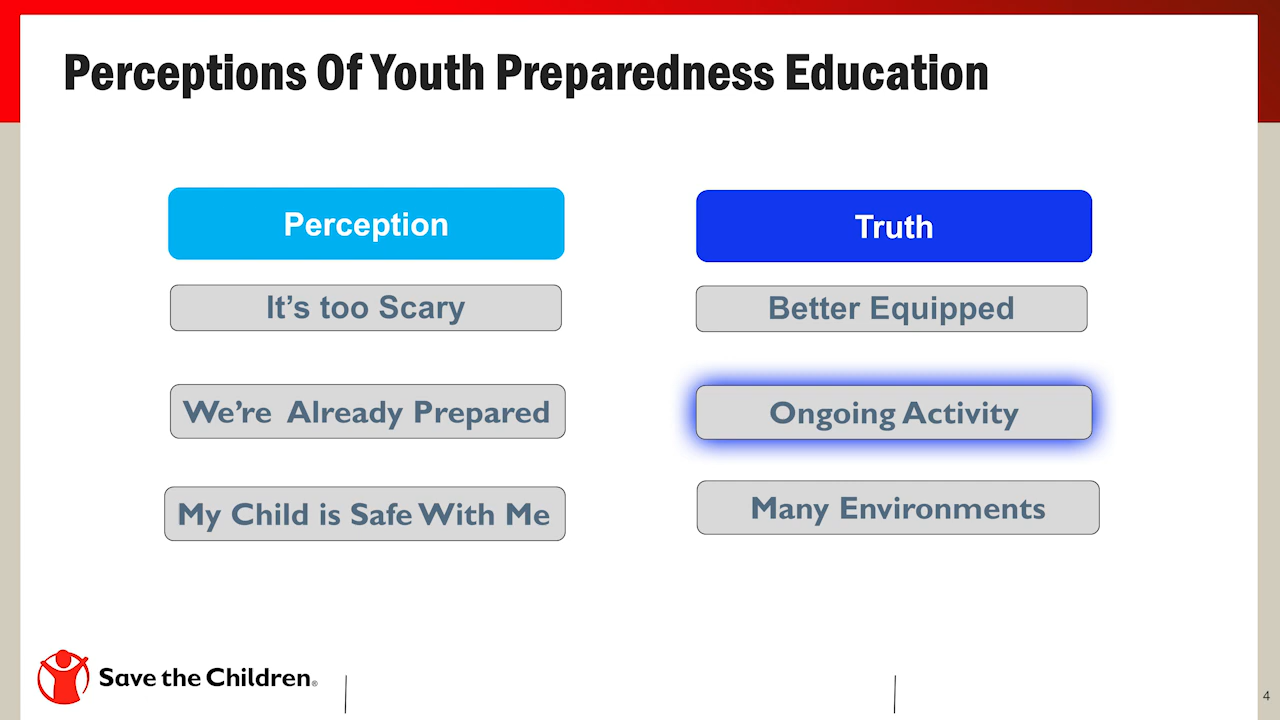 Perceptions Of Youth Preparedness Education
Perception
Truth
It’s too Scary
Better Equipped
We’re  Already Prepared
Ongoing Activity
My Child is Safe With Me
Many Environments
Save the Children®
4